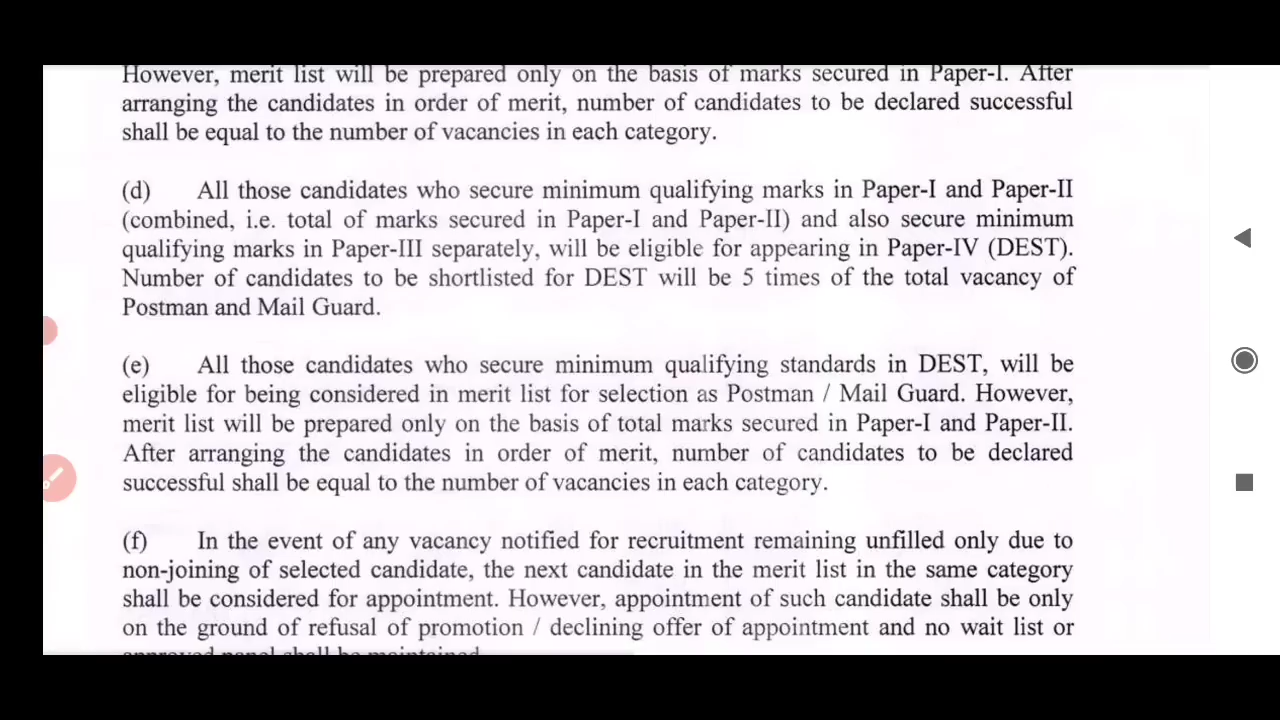 However, merit list will be prepared only on the basis of marks secured in Paper-I. After
arranging the candidates in order of merit, number of candidates to be declared successful
shall be equal to the number of vacancies in each category.
(d) All those candidates who secure minimum qualifying marks in Paper-I and Paper-II
(combined, i.e. total of marks secured in Paper-I and Paper-II) and also secure minimum
qualifying marks in Paper-III separately, will be eligible for appearing in Paper-IV (DEST).
Number of candidates to be shortlisted for DEST will be 5 times of the total vacancy of
Postman and Mail Guard.
(e) All those candidates who secure minimum qualifying standards in DEST, will be
eligible for being considered in merit list for selection as Postman / Mail Guard. However,
merit list will be prepared only on the basis of total marks secured in Paper-I and Paper-II.
After arranging the candidates in order of merit, number of candidates to be declared
successful shall be equal to the number of vacancies in each category.
(f) In the event of any vacancy notified for recruitment remaining unfilled only due to
non-joining of selected candidate, the next candidate in the merit list in the same category
shall be considered for appointment. However, appointment of such candidate shall be only
on the ground of refusal of promotion / declining offer of appointment and no wait list or
approved panel shall be maintained.